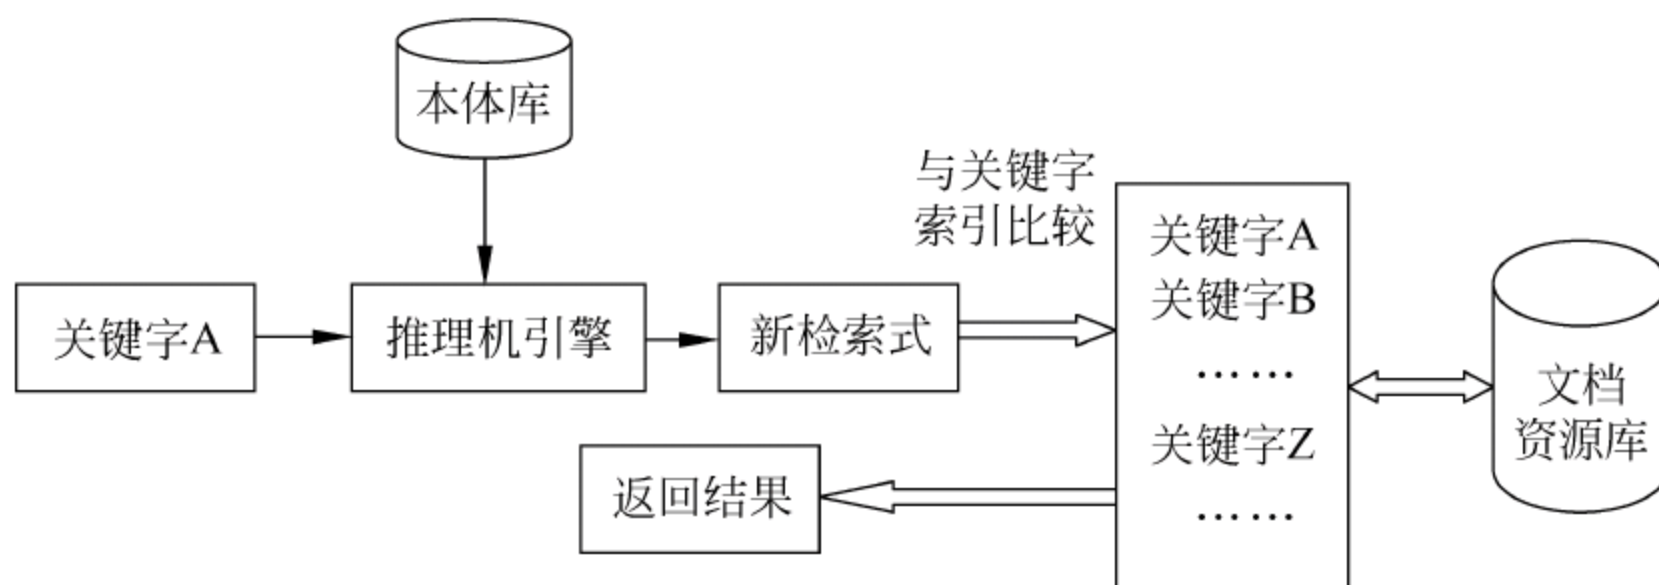 本体库
与关键字
索引比较
关键字A
推理机引擎
新检索式
关键字A
关键字B
……
关键字Z
……
文档
资源库
返回结果